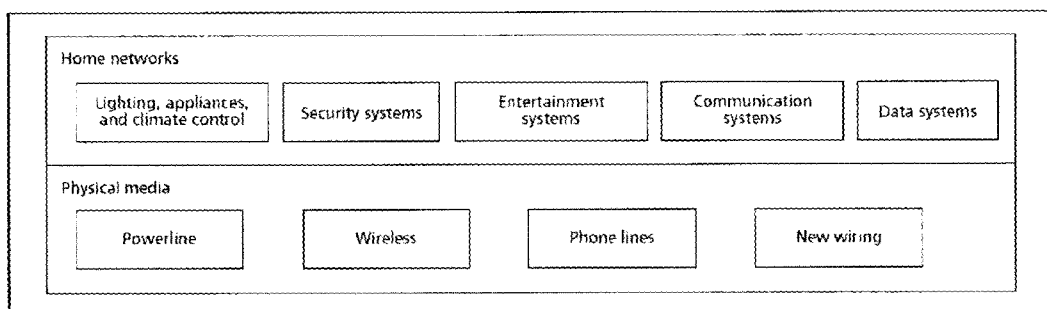 Home networks
Lighting, appliances,
and climate control
Security systems
Entertainment
systems
Communication
systems
Data systems
Physical media
Powerline
Wireless
Phone lines
New wiring